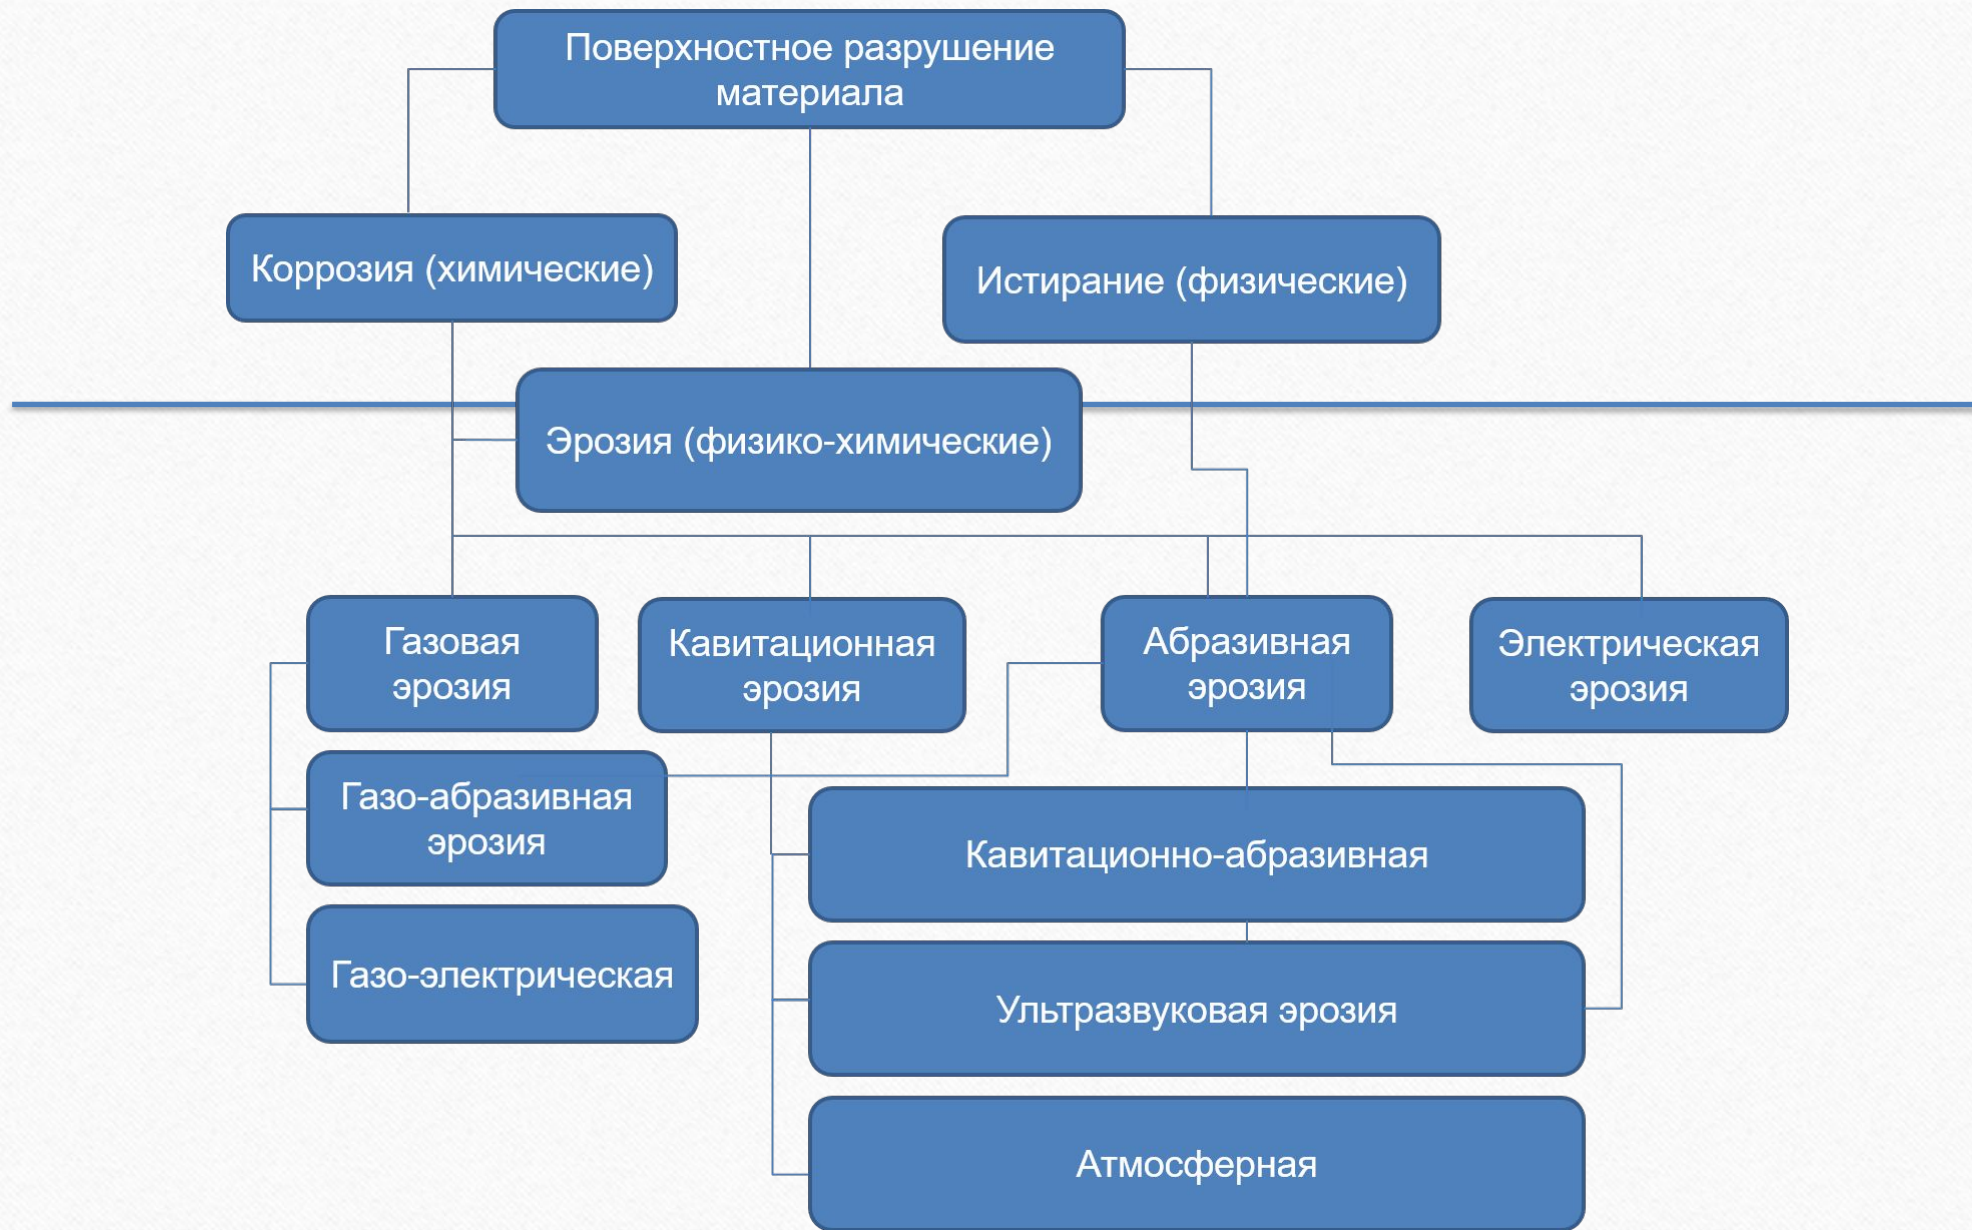 Поверхностное разрушение
материала
Коррозия (химические)
Истирание (физические)
Эрозия (физико-химические)
Газовая
эрозия
Кавитационная
эрозия
Абразивная
эрозия
Электрическая
эрозия
Газо-абразивная
эрозия
Кавитационно-абразивная
Газо-электрическая
Ультразвуковая эрозия
Атмосферная